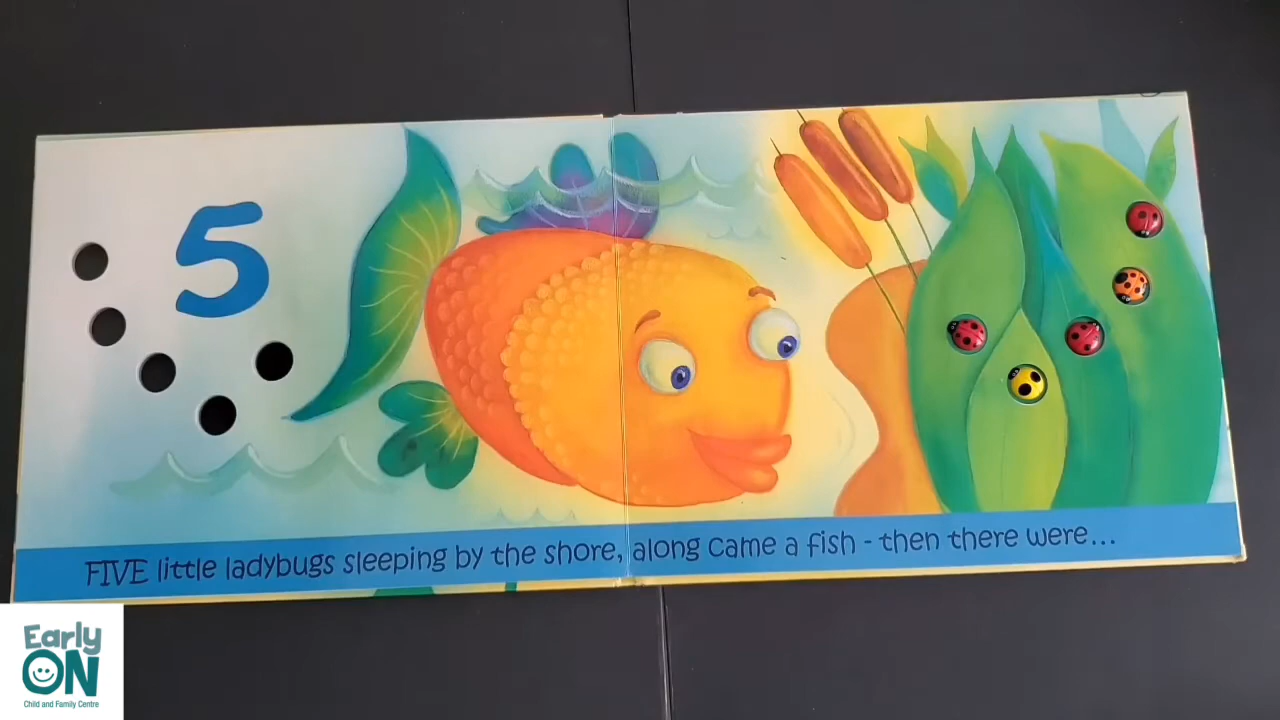 5
FIVE little ladybugs sleeping by the shore, along came a fish - then there were...
Early
ON
Child and Family Centre